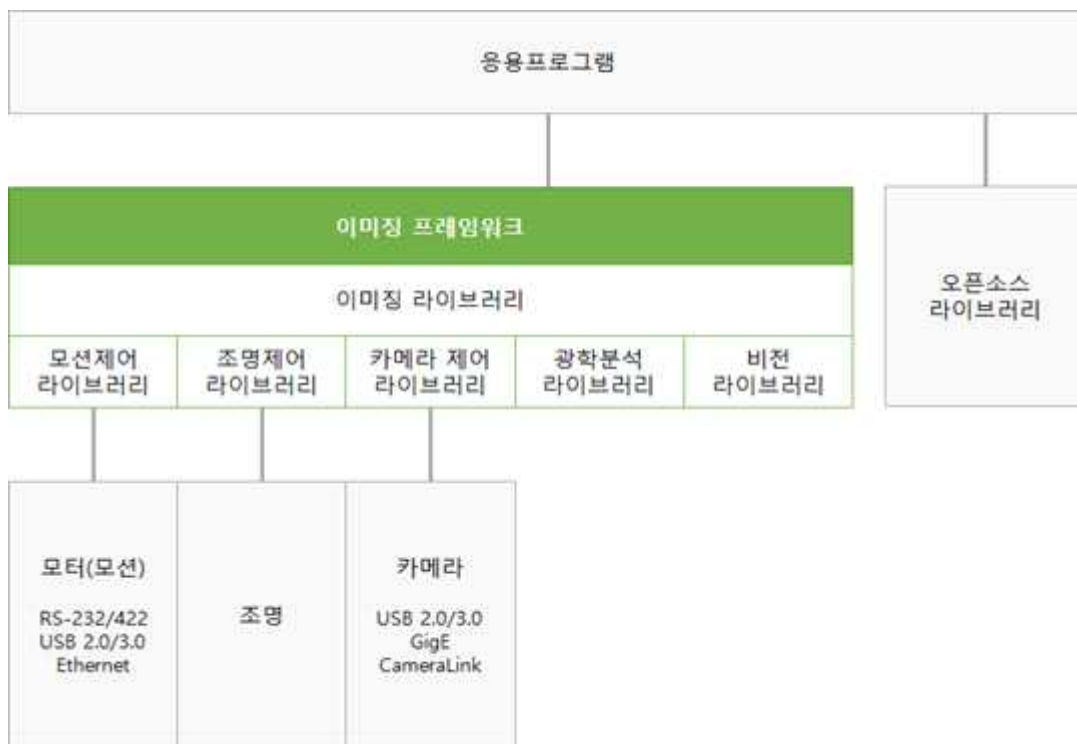 응용프로그램
이미징 프레임워크
이미징 라이브러리
모션제어
라이브러리
조명제어
라이브러리
카메라 제어
라이브러리
광학분석
라이브러리
비전
라이브러리
오픈소스
라이브러리
모터(모션)
RS-232/422
USB 2.0/3.0
Ethernet
조명
카메라
USB 2.0/3.0
GigE
CameraLink